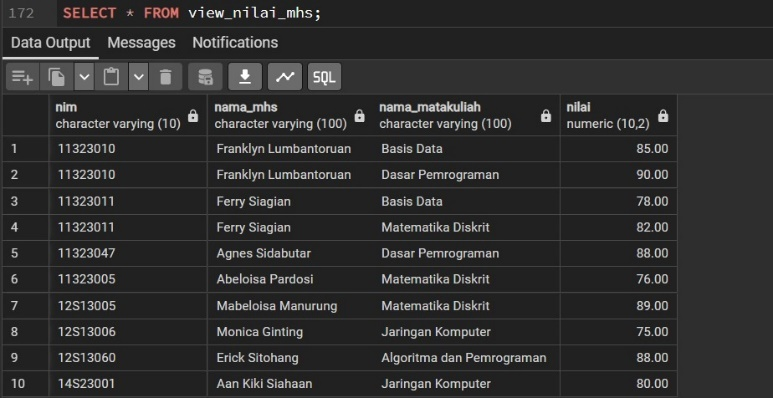 172 SELECT * FROM view_nilai_mhs;
Data Output Messages Notifications
SQL
nim nama_mhs nama_matakuliah nilai
character varying (10) character varying (100) character varying (100) numeric (10,2)
1 11323010 Franklyn Lumbantoruan Basis Data 85.00
2 11323010 Franklyn Lumbantoruan Dasar Pemrograman 90.00
3 11323011 Ferry Siagian Basis Data 78.00
4 11323011 Ferry Siagian Matematika Diskrit 82.00
5 11323047 Agnes Sidabutar Dasar Pemrograman 88.00
6 11323005 Abeloisa Pardosi Matematika Diskrit 76.00
7 12S13005 Mabeloisa Manurung Matematika Diskrit 89.00
8 12S13006 Monica Ginting Jaringan Komputer 75.00
9 12S13060 Erick Sitohang Algoritma dan Pemrograman 88.00
10 14S23001 Aan Kiki Siahaan Jaringan Komputer 80.00